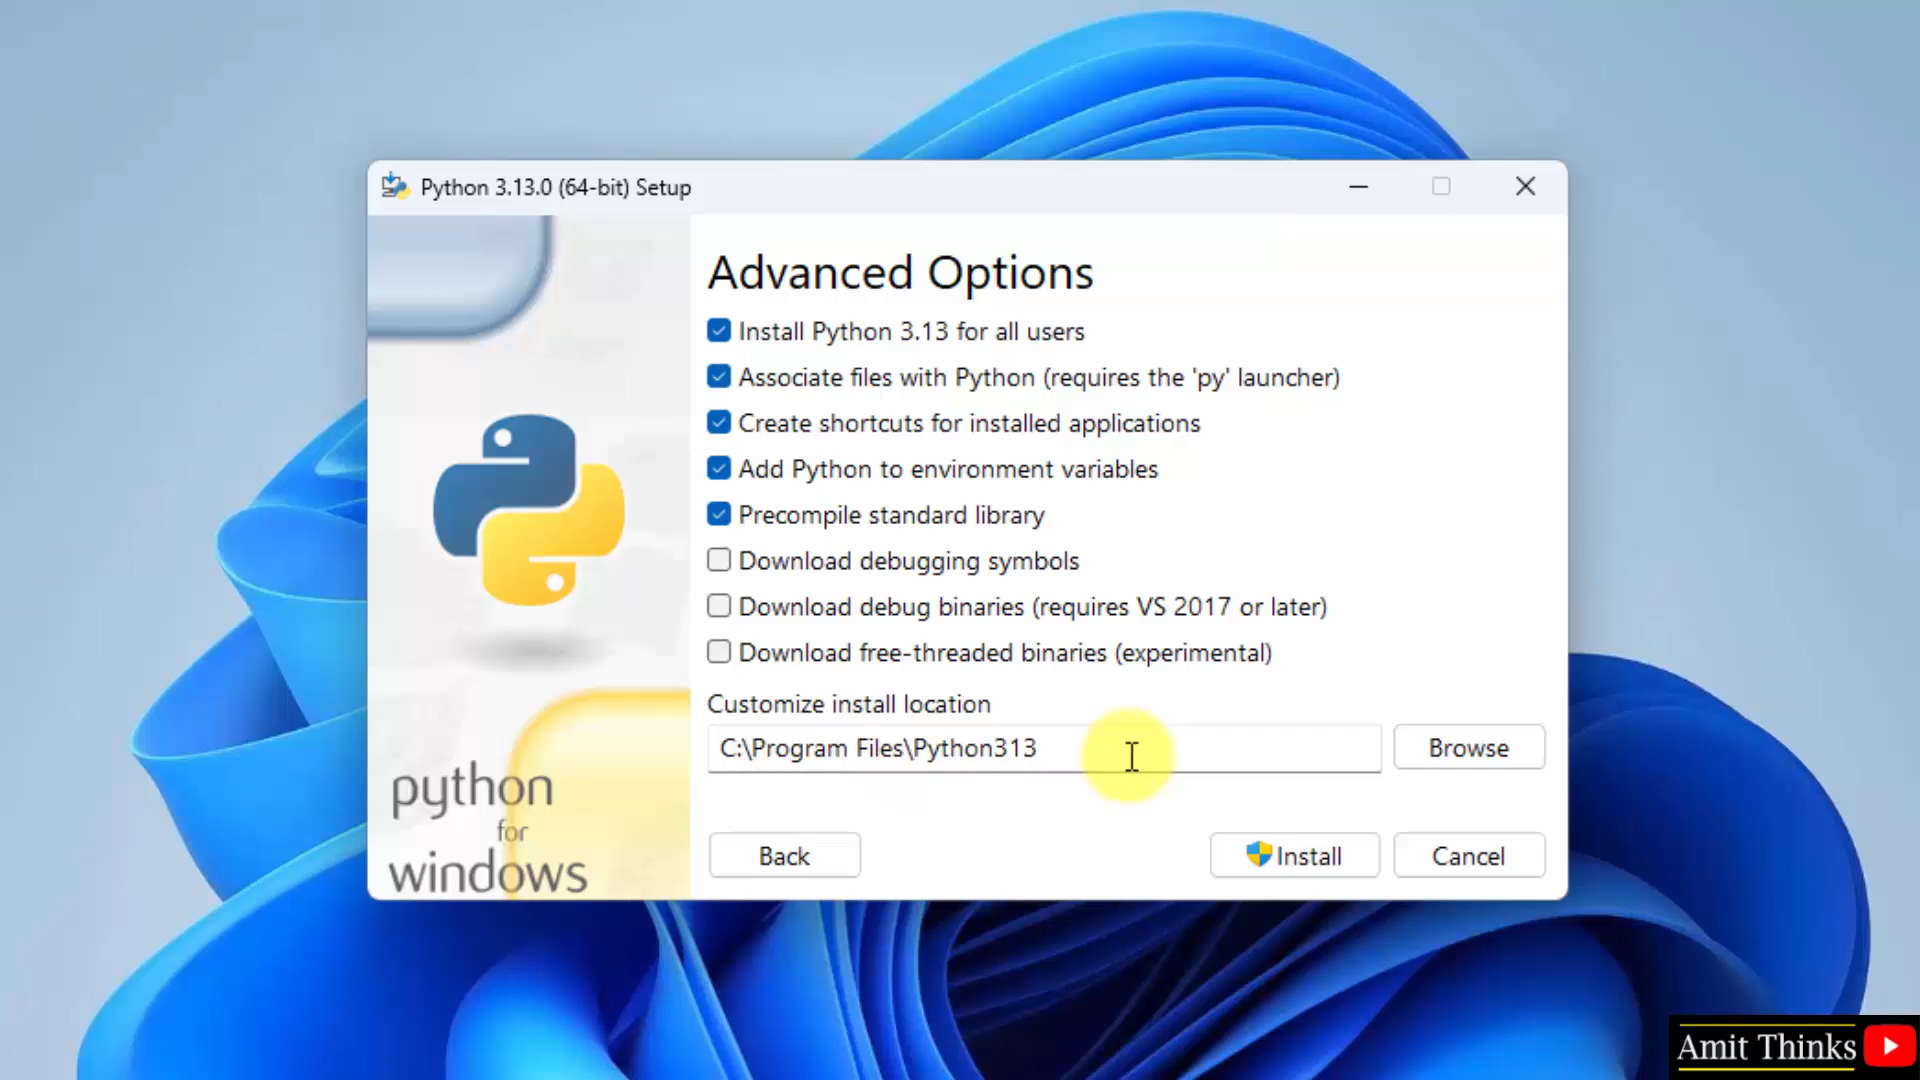 Python 3.13.0 (64-bit) Setup
Advanced Options
Install Python 3.13 for all users
Associate files with Python (requires the 'py' launcher)
Create shortcuts for installed applications
Add Python to environment variables
Precompile standard library
Download debugging symbols
Download debug binaries (requires VS 2017 or later)
Download free-threaded binaries (experimental)
Customize install location
C:\Program Files\Python313
Browse
python
for
windows
Back
Install
Cancel
Amit Thinks